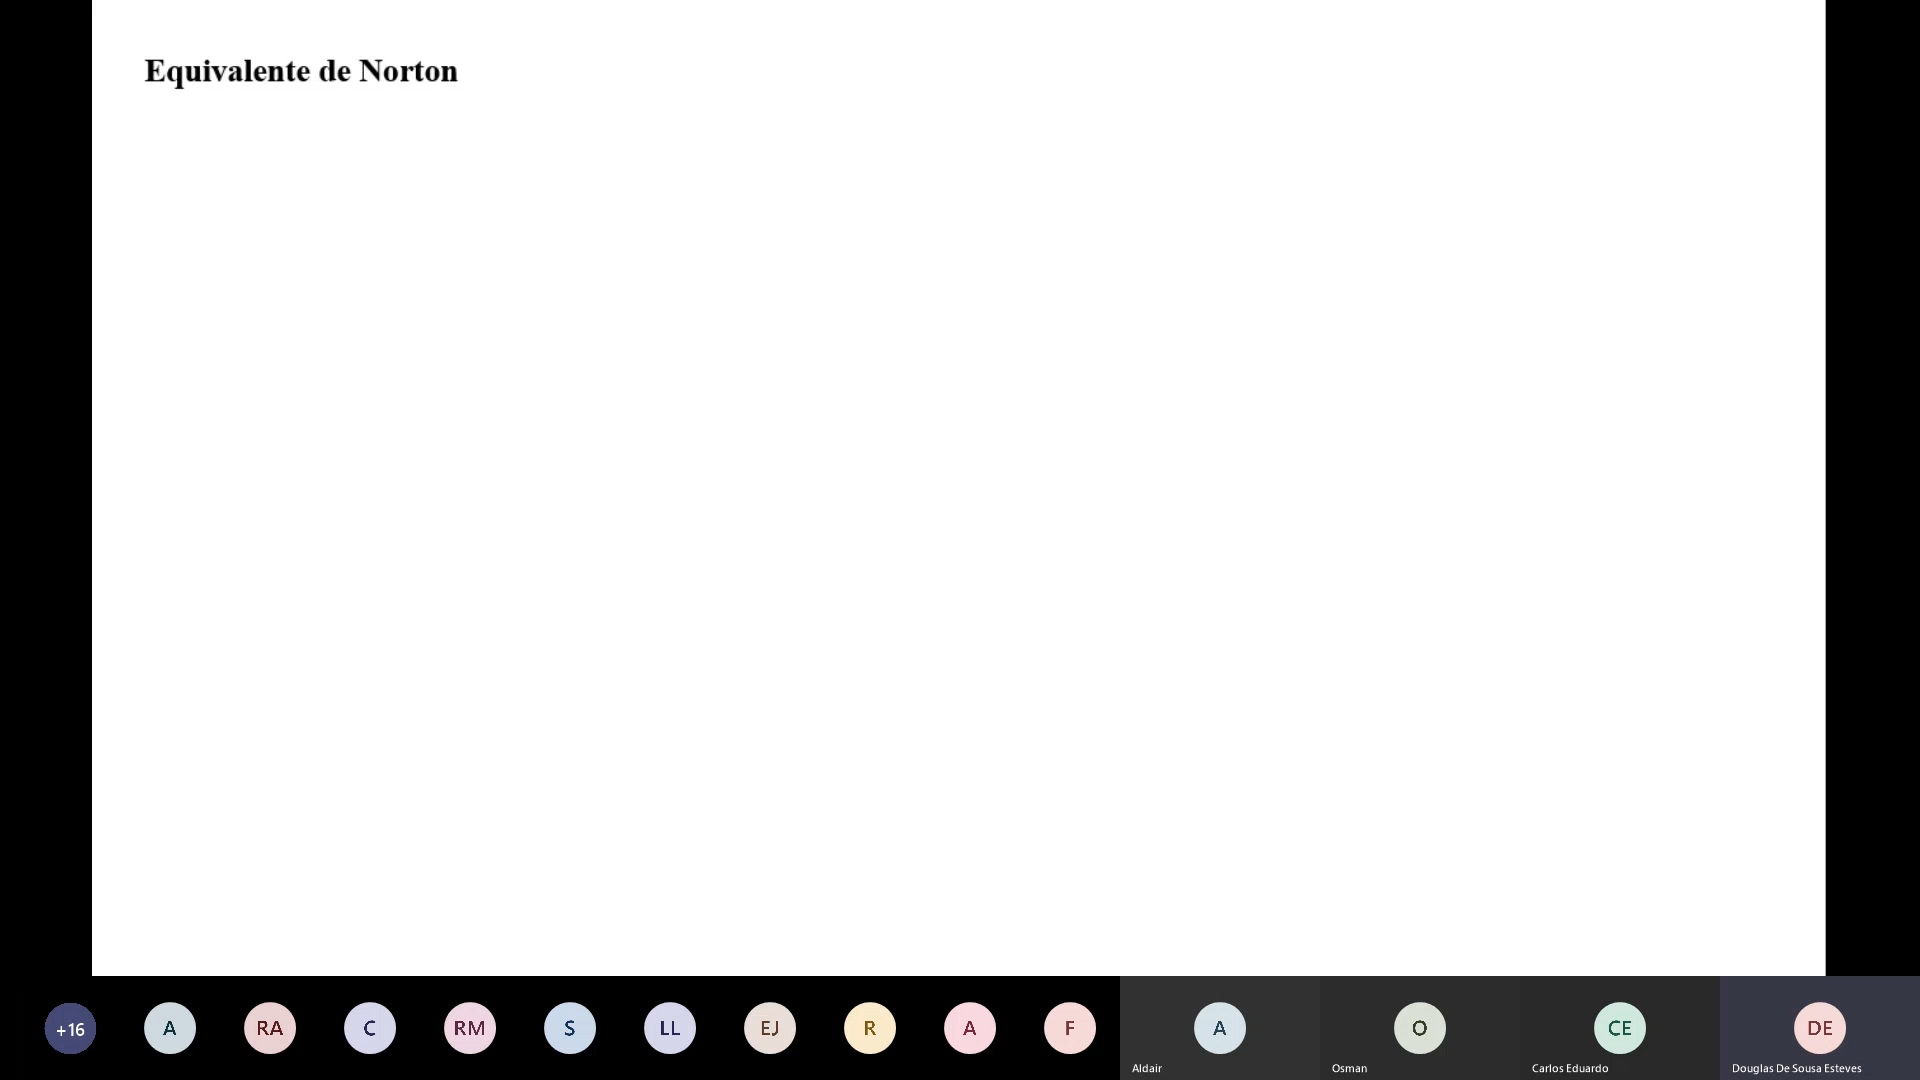 Equivalente de Norton
+16
A
RA
C
RM
S
LL
EJ
R
A
F
A
O
CE
DE
Aldair
Osman
Carlos Eduardo
Douglas De Sousa Esteves